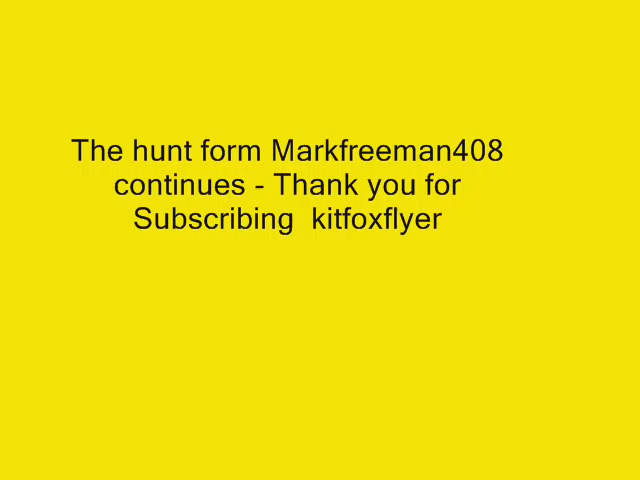 The hunt form Markfreeman408
continues - Thank you for
Subscribing  kitfoxflyer